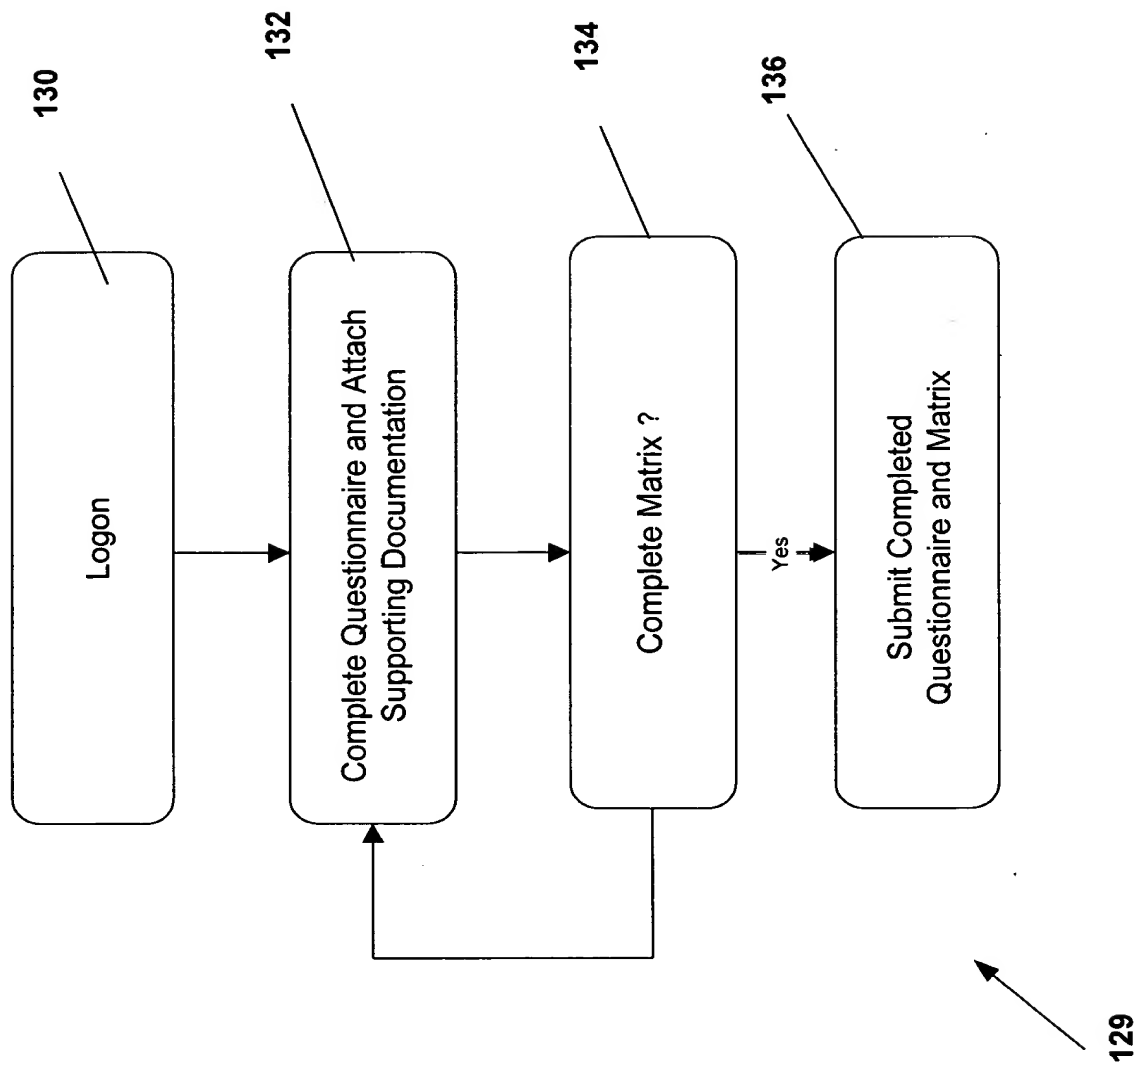 130
Logon
132
Complete Questionnaire and Attach
Supporting Documentation
134
Complete Matrix ?
Yes
136
Submit Completed
Questionnaire and Matrix
129